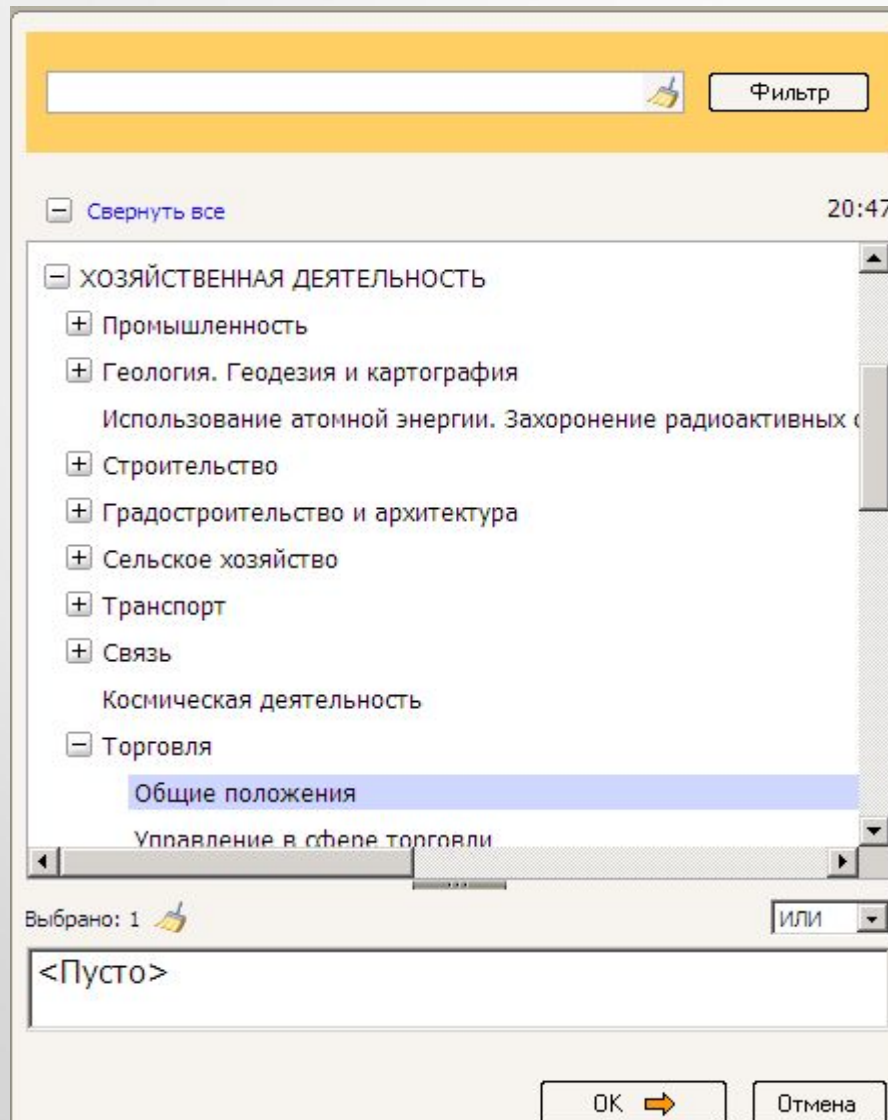 Фильтр
Свернуть все 20:47
ХОЗЯЙСТВЕННАЯ ДЕЯТЕЛЬНОСТЬ
Промышленность
Геология. Геодезия и картография
Использование атомной энергии. Захоронение радиоактивных
Строительство
Градостроительство и архитектура
Сельское хозяйство
Транспорт
Связь
Космическая деятельность
Торговля
Общие положения
Управление в сфере торговли
Выбрано: 1 ИЛИ
<Пусто>
ОК Отмена